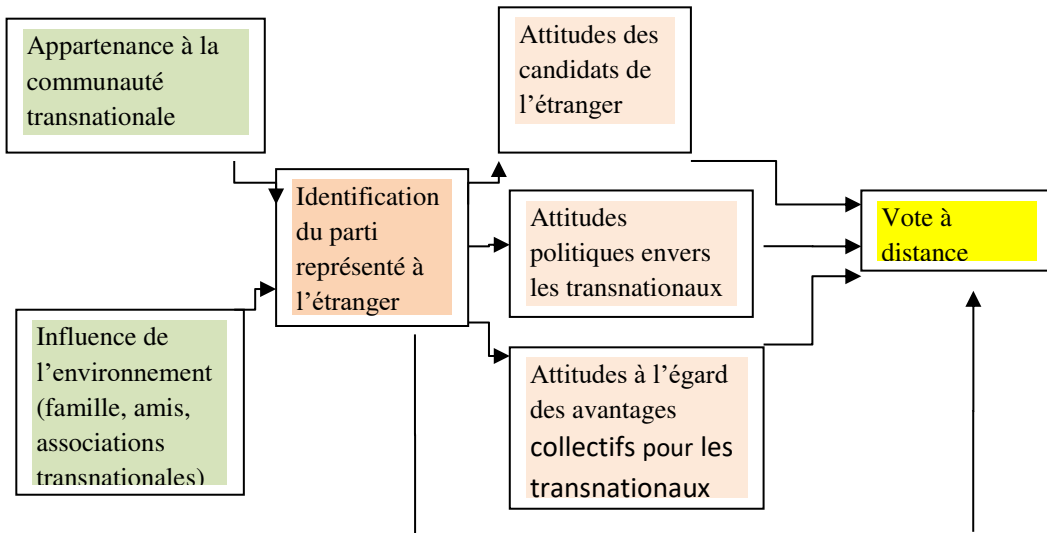 Appartenance à la
communauté
transnationale
Influence de
l'environnement
(famille, amis,
associations
transnationales)
Identification
du parti
représenté à
l'étranger
Attitudes des
candidats de
l'étranger
Attitudes
politiques envers
les transnationaux
Attitudes à l'égard
des avantages
collectifs pour les
transnationaux
Vote à
distance